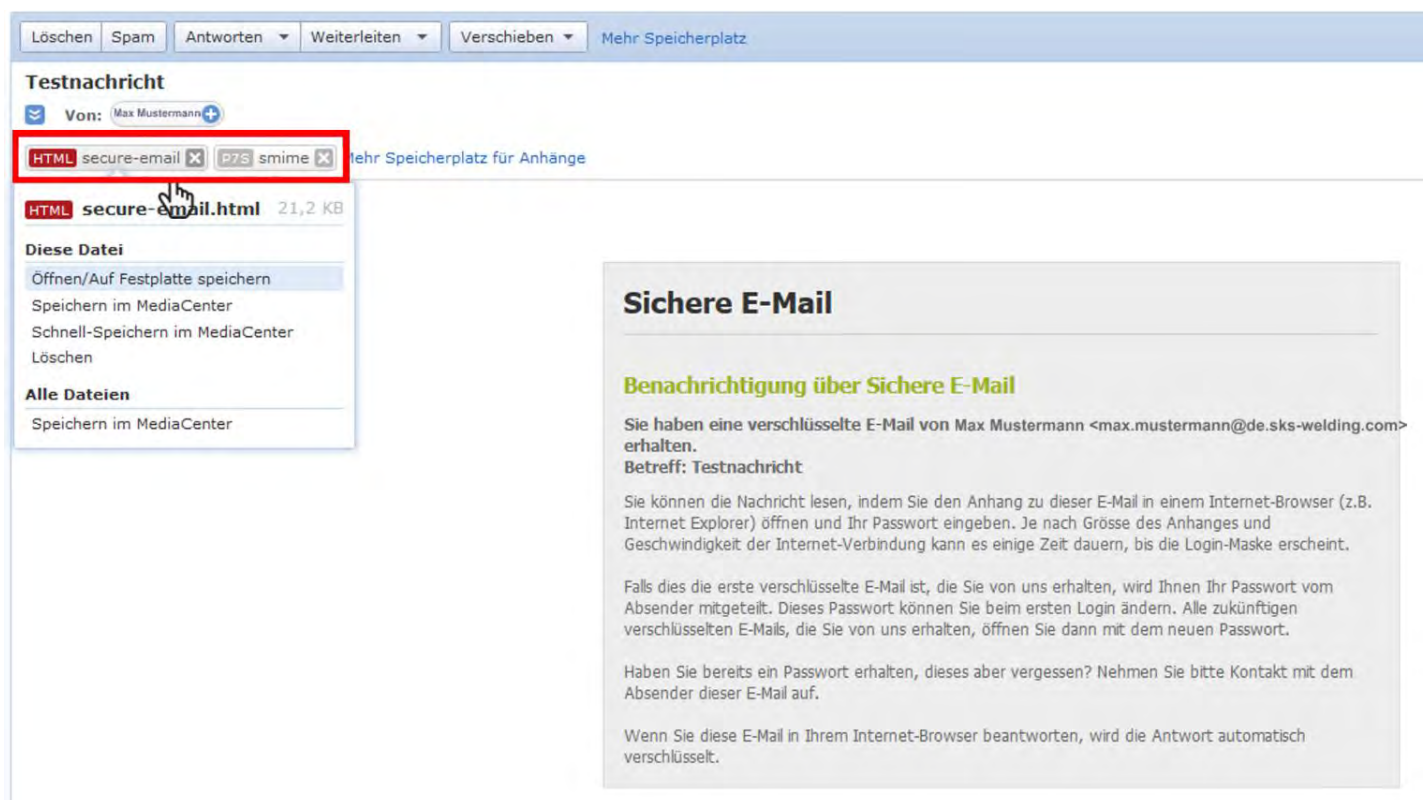 Löschen Spam Antworten Weiterleiten Verschieben Mehr Speicherplatz
Testnachricht
Von: Max Mustermann
HTML secure-email P7S smime ehr Speicherplatz für Anhänge
HTML secure-email.html 21,2 KB
Diese Datei
Öffnen/Auf Festplatte speichern
Speichern im MediaCenter
Schnell-Speichern im MediaCenter
Löschen
Alle Dateien
Speichern im MediaCenter
Sichere E-Mail
Benachrichtigung über Sichere E-Mail
Sie haben eine verschlüsselte E-Mail von Max Mustermann <max.mustermann@de.sks-welding.com>
erhalten.
Betreff: Testnachricht
Sie können die Nachricht lesen, indem Sie den Anhang zu dieser E-Mail in einem Internet-Browser (z.B.
Internet Explorer) öffnen und Ihr Passwort eingeben. Je nach Grösse des Anhanges und
Geschwindigkeit der Internet-Verbindung kann es einige Zeit dauern, bis die Login-Maske erscheint.
Falls dies die erste verschlüsselte E-Mail ist, die Sie von uns erhalten, wird Ihnen Ihr Passwort vom
Absender mitgeteilt. Dieses Passwort können Sie beim ersten Login ändern. Alle zukünftigen
verschlüsselten E-Mails, die Sie von uns erhalten, öffnen Sie dann mit dem neuen Passwort.
Haben Sie bereits ein Passwort erhalten, dieses aber vergessen? Nehmen Sie bitte Kontakt mit dem
Absender dieser E-Mail auf.
Wenn Sie diese E-Mail in Ihrem Internet-Browser beantworten, wird die Antwort automatisch
verschlüsselt.